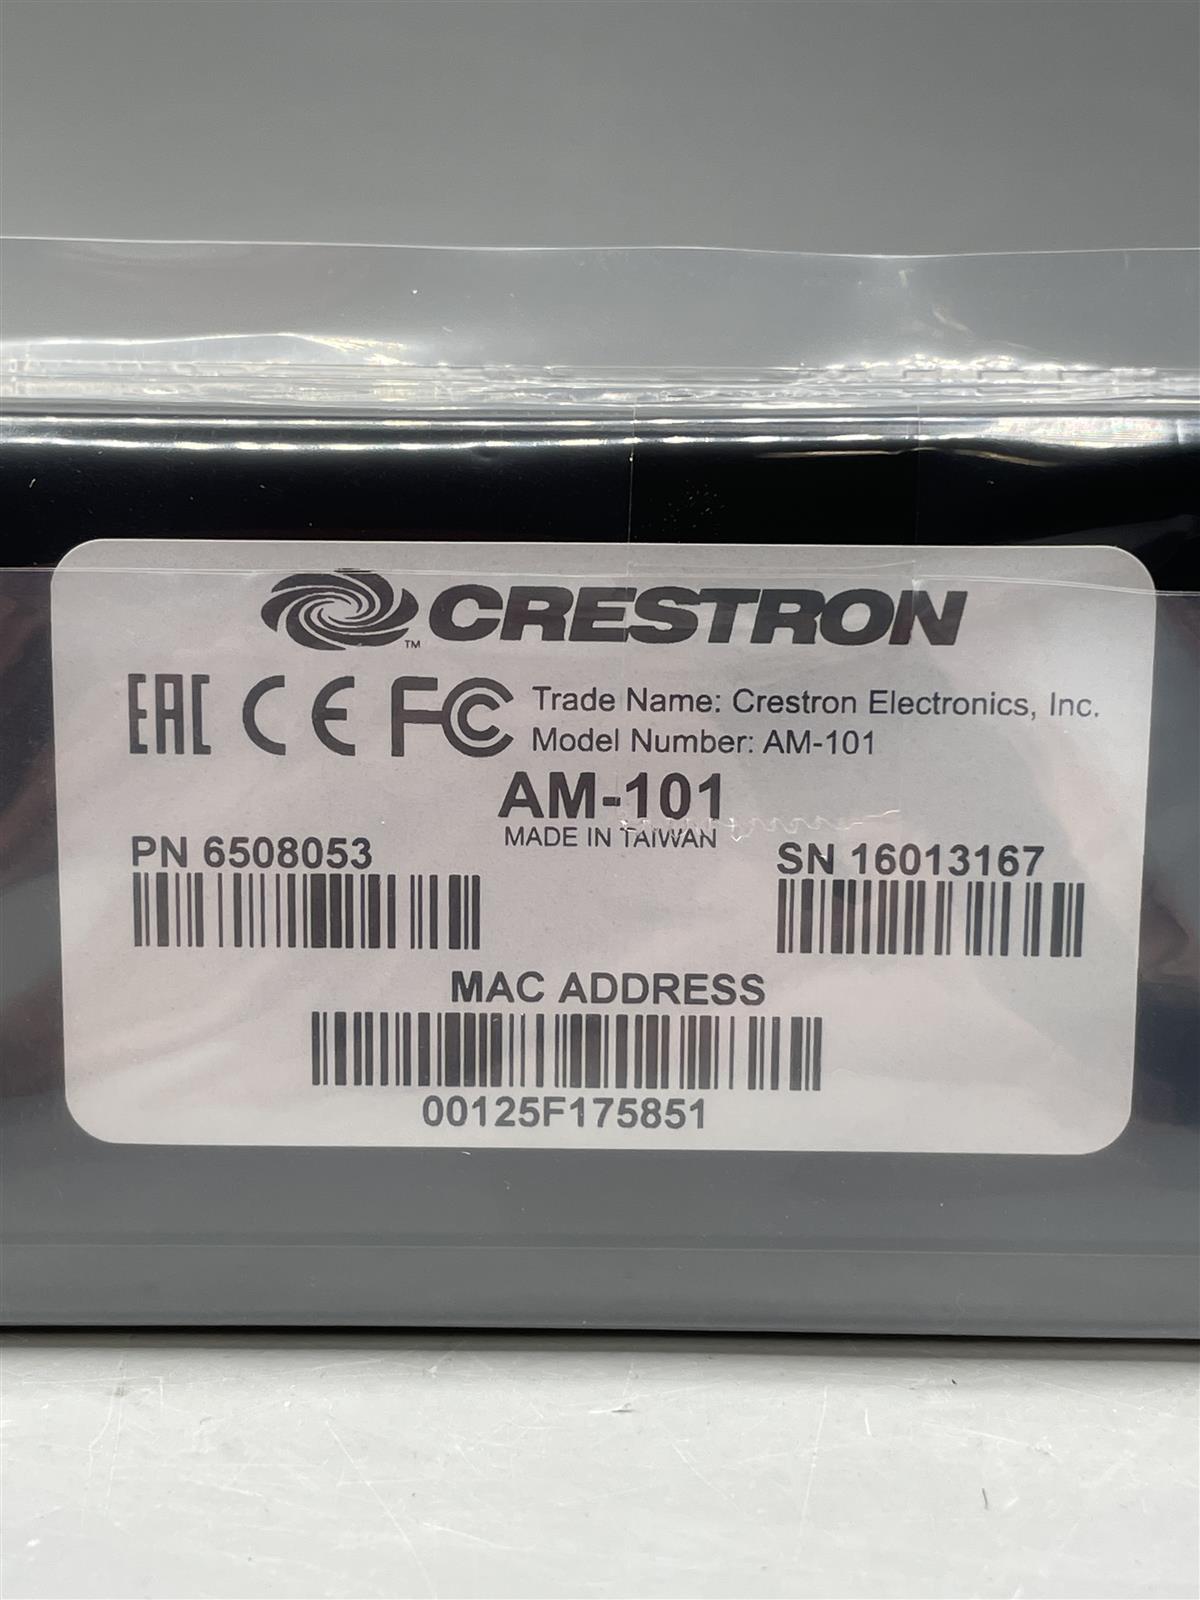 CRESTRON
™
EAC CE FC Trade Name: Crestron Electronics, Inc.
Model Number: AM-101
AM-101
MADE IN TAIWAN
PN 6508053
SN 16013167
MAC ADDRESS
00125F175851